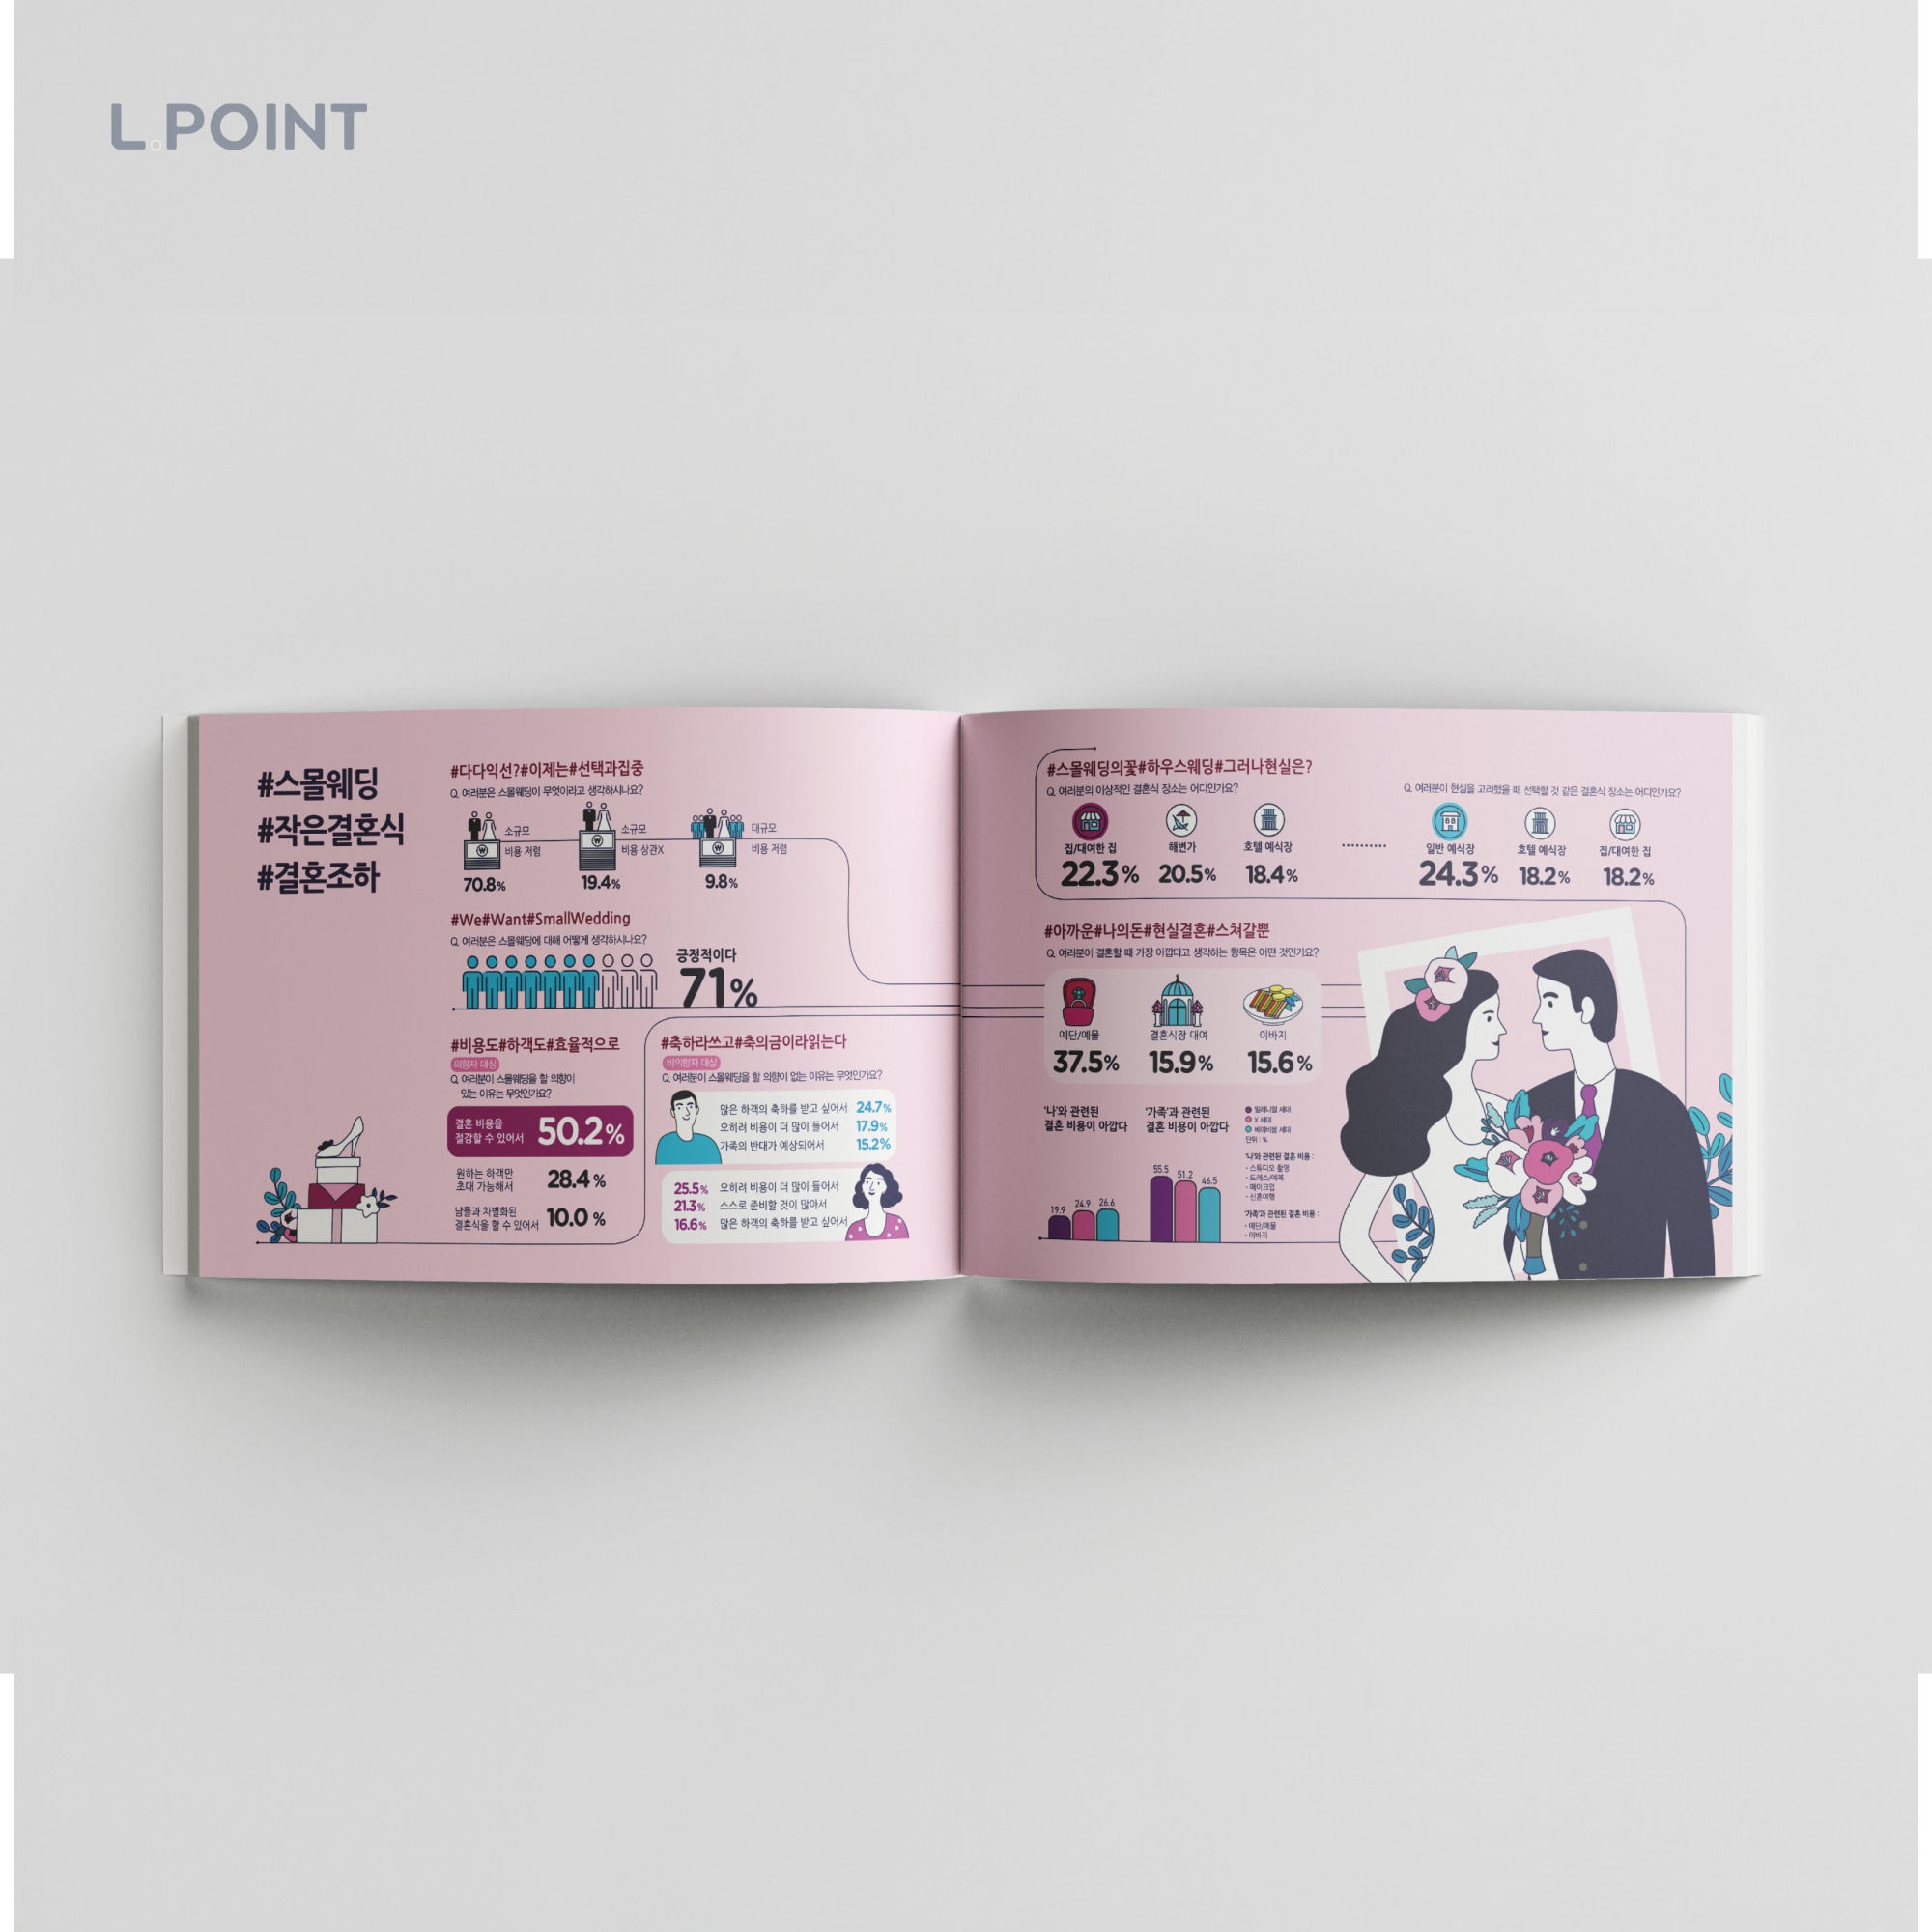 L.POINT
#스몰웨딩
#작은결혼식
#결혼조하
#다다익선?#이제는#선택과집중
Q. 여러분은 스몰웨딩이 무엇이라고 생각하시나요?
소규모
비용 저렴
70.8%
소규모
비용 상관X
19.4%
대규모
비용 저렴
9.8%
#We#Want#SmallWedding
Q. 여러분은 스몰웨딩에 대해 어떻게 생각하시나요?
긍정적이다
71%
#비용도#하객도#효율적으로
의향자 대상
Q. 여러분이 스몰웨딩을 할 의향이
있는 이유는 무엇인가요?
결혼 비용을
절감할 수 있어서
50.2%
원하는 하객만
초대 가능해서
28.4%
남들과 차별화된
결혼식을 할 수 있어서
10.0 %
#축하라쓰고#축의금이라읽는다
비의향자 대상
Q. 여러분이 스몰웨딩을 할 의향이 없는 이유는 무엇인가요?
많은 하객의 축하를 받고 싶어서 24.7%
오히려 비용이 더 많이 들어서 17.9%
가족의 반대가 예상되어서 15.2%
25.5% 오히려 비용이 더 많이 들어서
21.3% 스스로 준비할 것이 많아서
16.6% 많은 하객의 축하를 받고 싶어서
#스몰웨딩의꽃#하우스웨딩#그러나현실은?
Q. 여러분의 이상적인 결혼식 장소는 어디인가요?
집/대여한 집
22.3%
해변가
20.5%
호텔 예식장
18.4%
Q. 여러분이 현실을 고려했을 때 선택할 것 같은 결혼식 장소는 어디인가요?
일반 예식장
24.3%
호텔 예식장
18.2%
집/대여한 집
18.2%
#아까운#나의돈#현실결혼#스쳐갈뿐
Q. 여러분이 결혼할 때 가장 아깝다고 생각하는 항목은 어떤 것인가요?
예단/예물
37.5%
결혼식장 대여
15.9%
이바지
15.6%
'나'와 관련된
결혼 비용이 아깝다
19.9
24.9
26.6
'가족'과 관련된
결혼 비용이 아깝다
55.5
51.2
46.5
밀레니얼 세대
X 세대
베이비붐 세대
단위 : %
'나'와 관련된 결혼 비용 :
- 스튜디오 촬영
- 드레스/예복
- 메이크업
- 신혼여행
'가족'과 관련된 결혼 비용 :
- 예단/예물
- 이바지